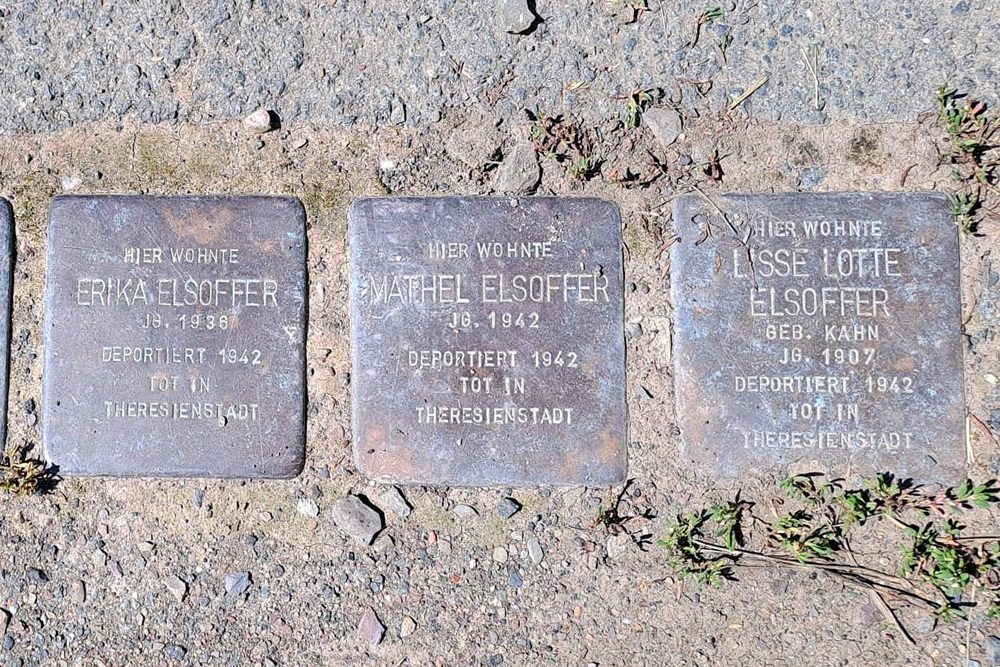 HIER WOHNTE
ERIKA ELSOFFER
JG. 1936
DEPORTIERT 1942
TOT IN
THERESIENSTADT
HIER WOHNTE
MATHEL ELSOFFER
JG. 1942
DEPORTIERT 1942
TOT IN
THERESIENSTADT
HIER WOHNTE
LISSE LOTTE
ELSOFFER
GEB. KAHN
JG. 1907
DEPORTIERT 1942
TOT IN
THERESIENSTADT